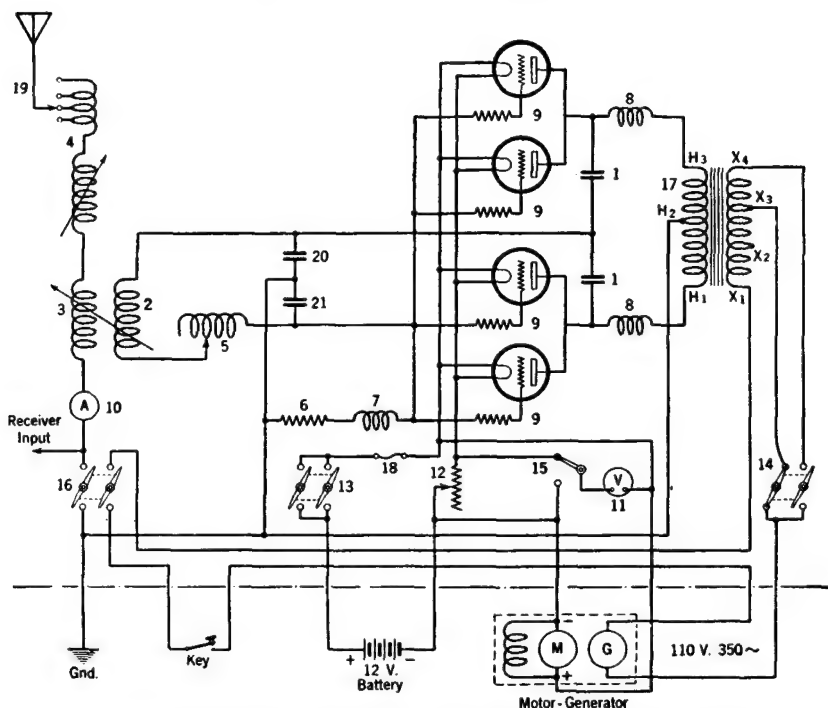 19
4
3
2
5
A
10
Receiver
Input
16
Gnd.
Key
20
21
6
7
9
9
9
9
1
1
8
8
H3
X4
17
H2
X3
X2
H1
X1
13
18
12
15
V
11
14
+
12 V.
Battery
−
M
−
+
G
110 V. 350~
Motor-Generator